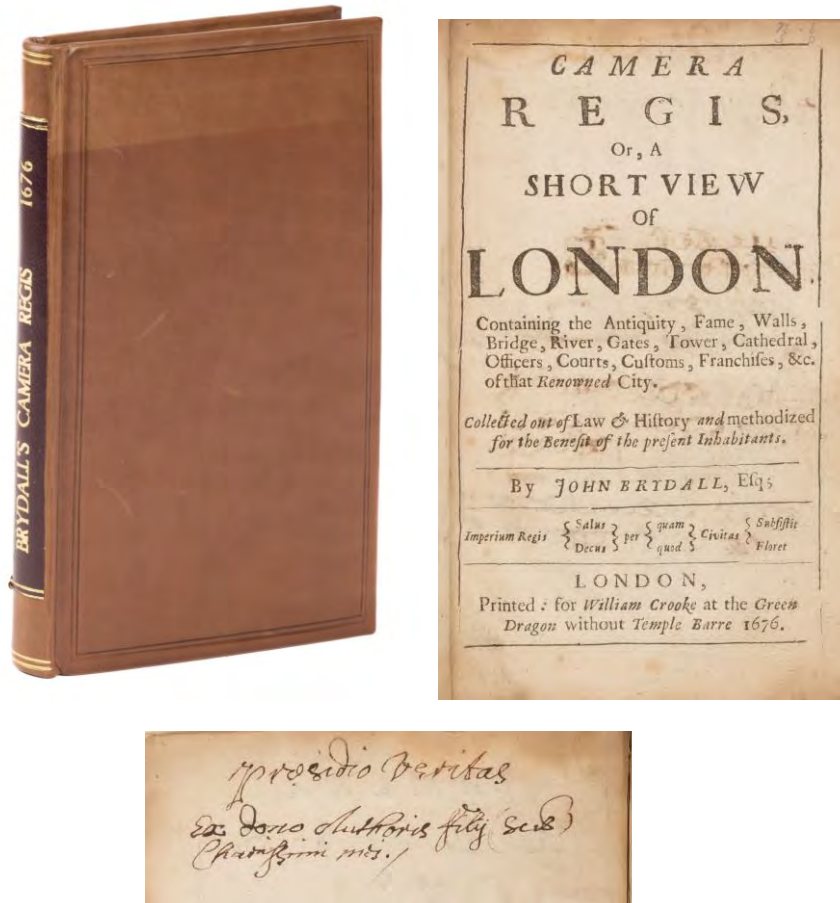 BRYDALL'S CAMERA REGIS 1676
CAMERA
REGIS,
Or, A
SHORT VIEW
Of
LONDON
Containing the Antiquity, Fame, Walls,
Bridge, River, Gates, Tower, Cathedral,
Officers, Courts, Cuſtoms, Franchiſes, &c.
of that Renowned City.
Collected out of Law & Hiſtory and methodized
for the Benefit of the preſent Inhabitants.
By JOHN BRYDALL, Eſq;
Imperium Regis { Salus } per { quam } Civitas { Subſiſtit
{ Decus } { quod } { Floret
LONDON,
Printed: for William Crooke at the Green
Dragon without Temple Barre 1676.
præsidio Veritas
Ex dono Authoris filij
Chariſſimi mei./